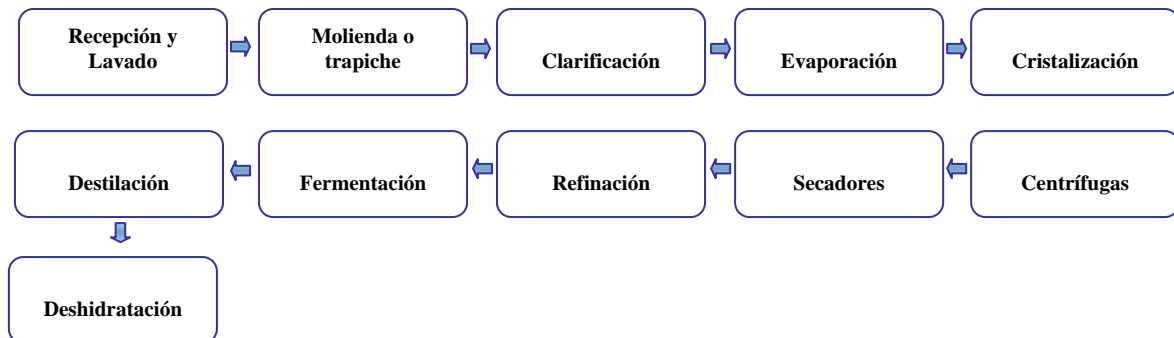 Recepción y
Lavado
Molienda o
trapiche
Clarificación
Evaporación
Cristalización
Centrífugas
Secadores
Refinación
Fermentación
Destilación
Deshidratación